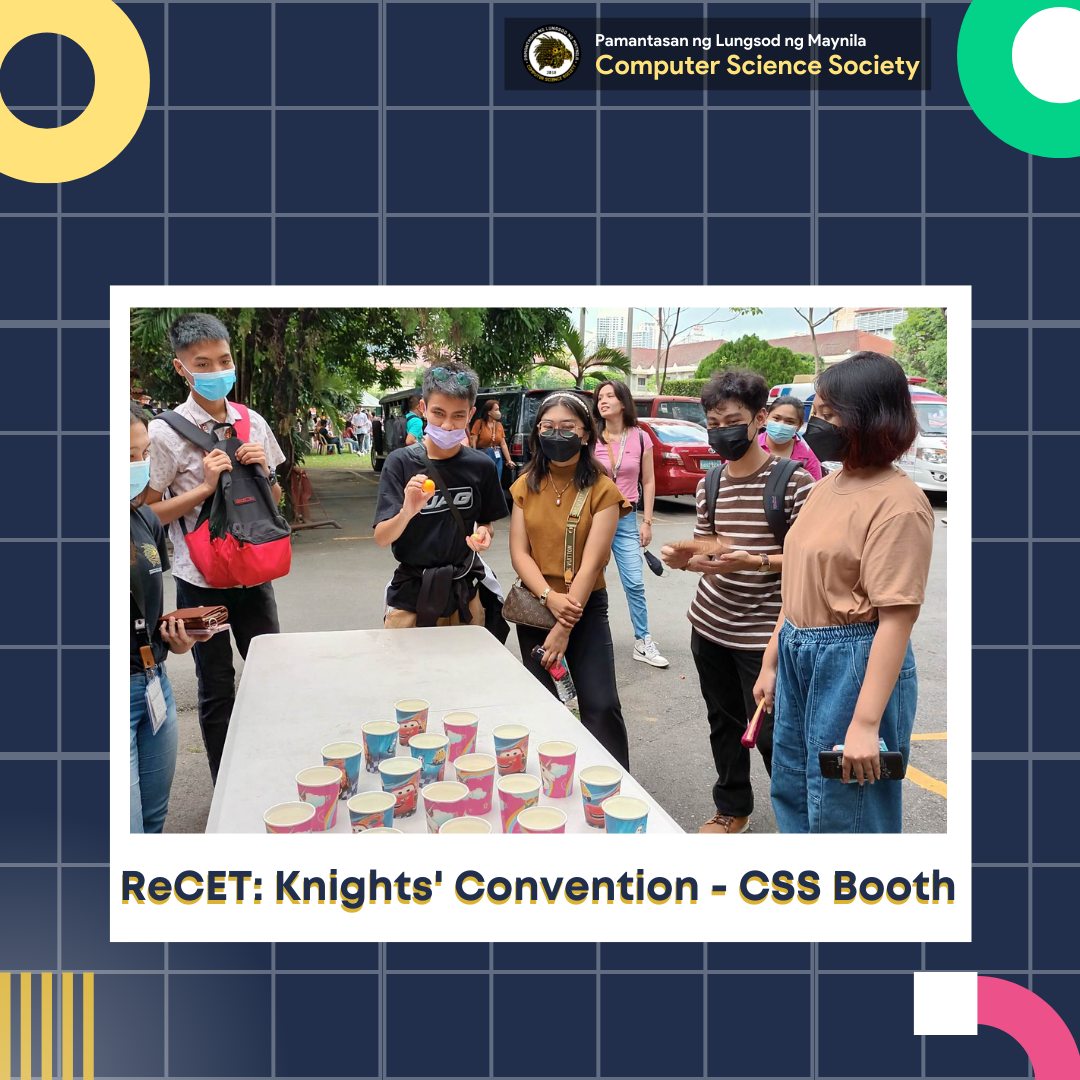 Pamantasan ng Lungsod ng Maynila
Computer Science Society
ReCET: Knights' Convention - CSS Booth